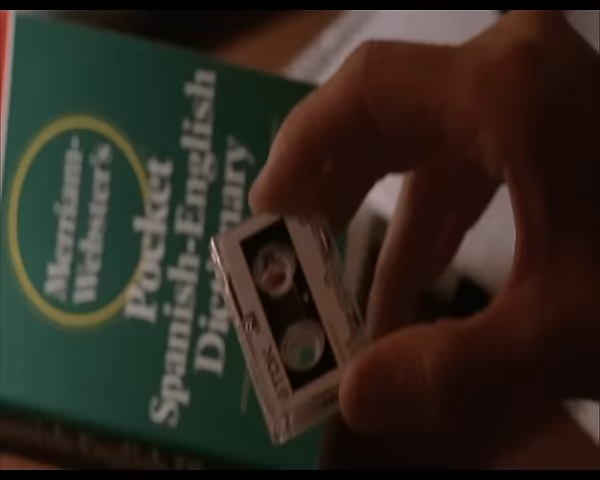 Merriam-
Webster's
Pocket
Spanish-English
Dictionary
TDK